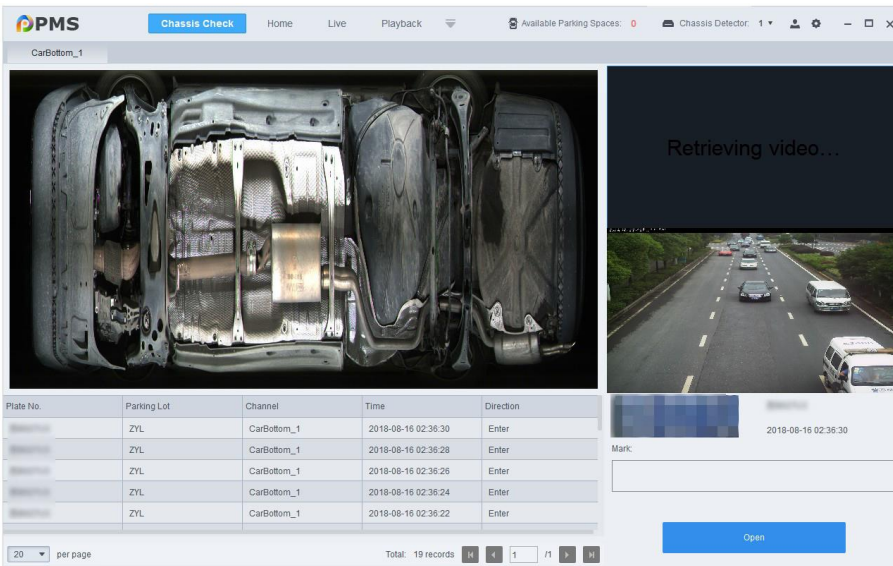 PMS
Chassis Check
Home
Live
Playback
Available Parking Spaces: 0
Chassis Detector: 1
CarBottom_1
Retrieving video...
Plate No. Parking Lot Channel Time Direction
ZYL CarBottom_1 2018-08-16 02:36:30 Enter
ZYL CarBottom_1 2018-08-16 02:36:28 Enter
ZYL CarBottom_1 2018-08-16 02:36:26 Enter
ZYL CarBottom_1 2018-08-16 02:36:24 Enter
ZYL CarBottom_1 2018-08-16 02:36:22 Enter
2018-08-16 02:36:30
Mark:
Open
20 per page
Total: 19 records 1 /1